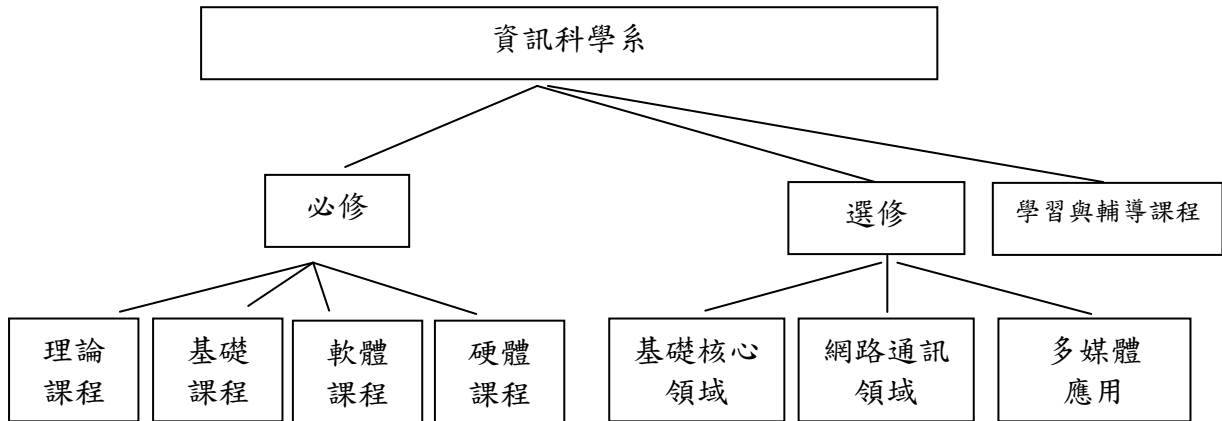 資訊科學系
必修
選修
學習與輔導課程
理論
課程
基礎
課程
軟體
課程
硬體
課程
基礎核心
領域
網路通訊
領域
多媒體
應用